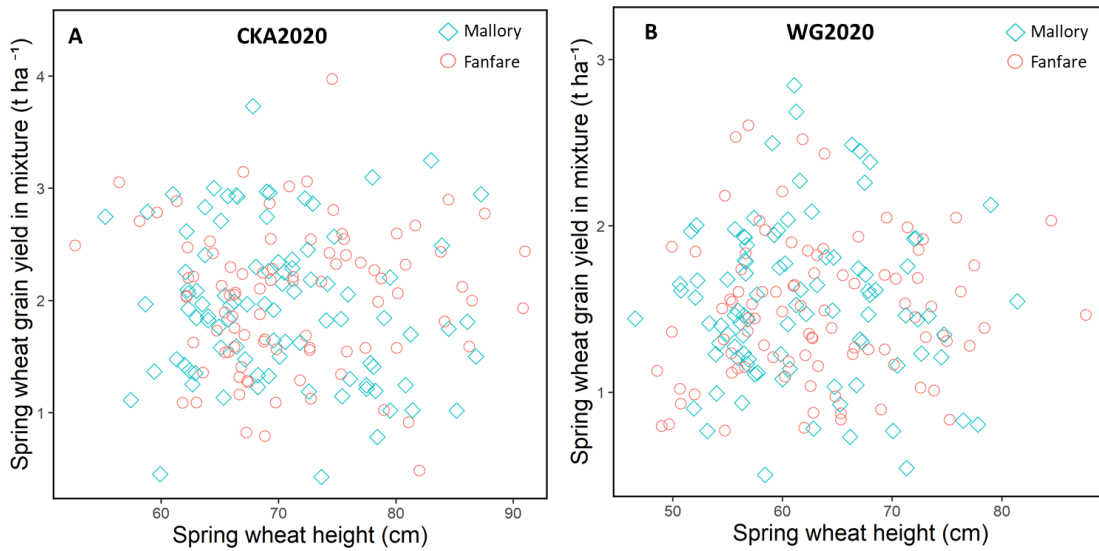 A
CKA2020
Mallory
Fanfare
Spring wheat grain yield in mixture (t ha ⁻¹)
4
3
2
1
60
70
80
90
Spring wheat height (cm)
B
WG2020
Mallory
Fanfare
Spring wheat grain yield in mixture (t ha ⁻¹)
3
2
1
50
60
70
80
Spring wheat height (cm)